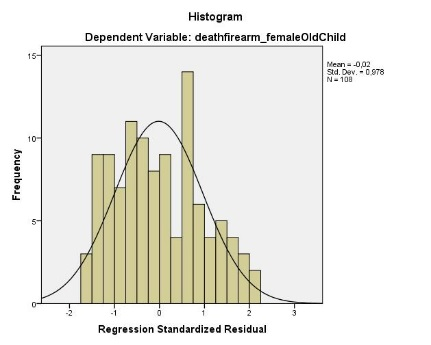 Histogram
Dependent Variable: deathfirearm_femaleOldChild
Mean = -0,02
Std. Dev. = 0,978
N = 108
Frequency
15
10
5
0
-2 -1 0 1 2 3
Regression Standardized Residual